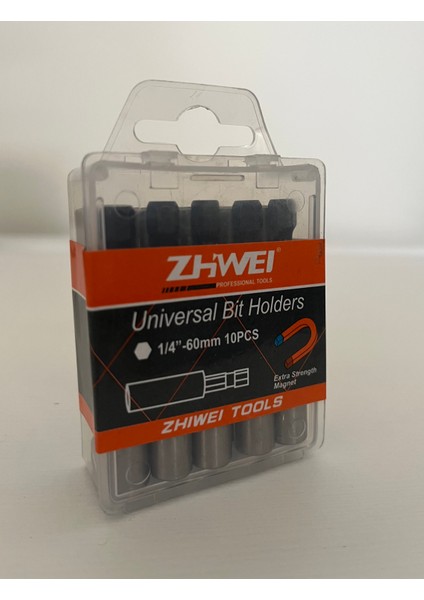 ZHWEI®
PROFESSIONAL TOOLS
Universal Bit Holders
1/4"-60mm 10PCS
Extra Strength
Magnet
ZHIWEI TOOLS